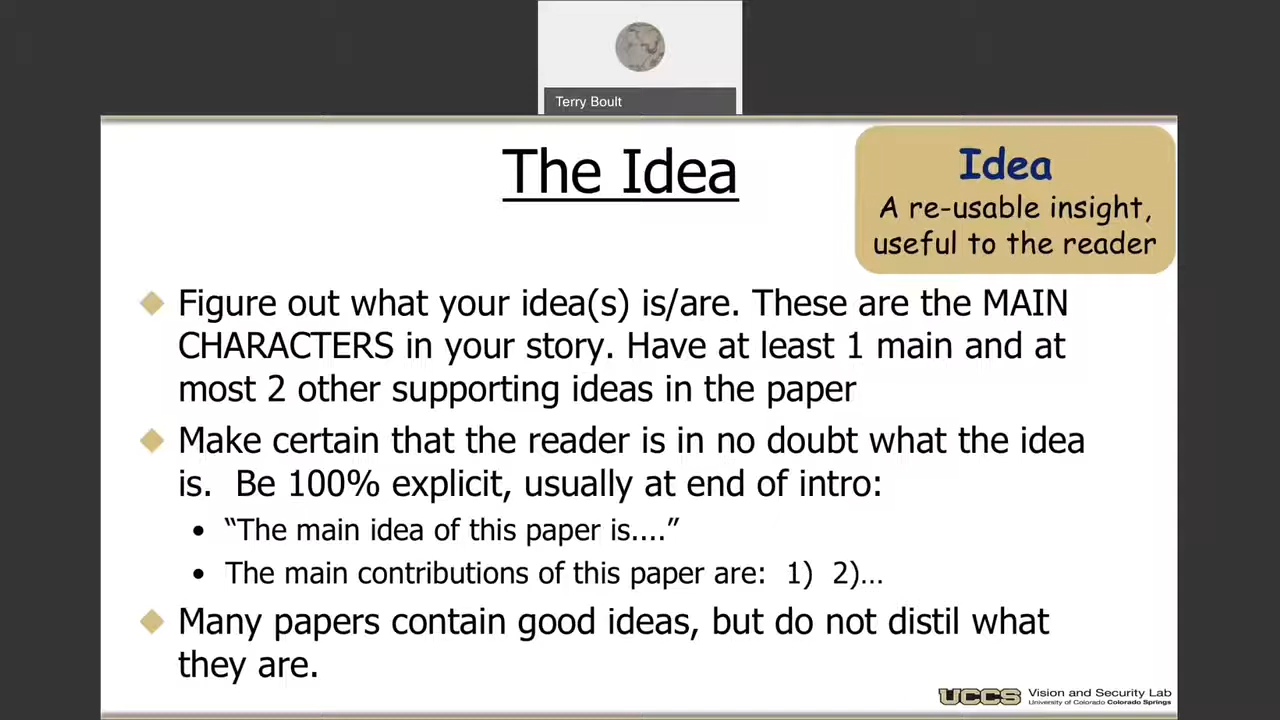 Terry Boult
The Idea
Idea
A re-usable insight,
useful to the reader
Figure out what your idea(s) is/are. These are the MAIN
CHARACTERS in your story. Have at least 1 main and at
most 2 other supporting ideas in the paper
Make certain that the reader is in no doubt what the idea
is.  Be 100% explicit, usually at end of intro:
• “The main idea of this paper is....”
• The main contributions of this paper are:  1)  2)…
Many papers contain good ideas, but do not distil what
they are.
UCCS Vision and Security Lab
University of Colorado Colorado Springs